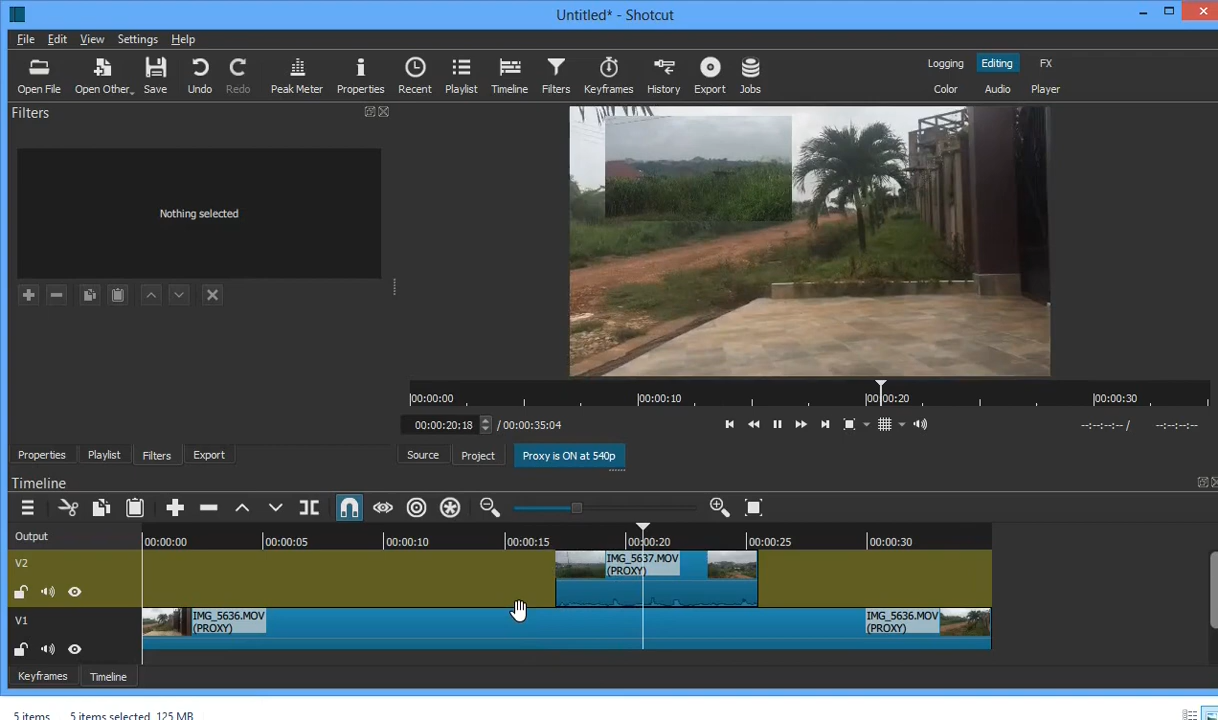 Untitled* - Shotcut
File Edit View Settings Help
Open File Open Other Save Undo Redo Peak Meter Properties Recent Playlist Timeline Filters Keyframes History Export Jobs
Logging Editing FX
Color Audio Player
Filters
Nothing selected
00:00:00 00:00:10 00:00:20 00:00:30
00:00:20:18 / 00:00:35:04 --:--:--:-- / --:--:--:--
Properties Playlist Filters Export Source Project Proxy is ON at 540p
Timeline
Output 00:00:00 00:00:05 00:00:10 00:00:15 00:00:20 00:00:25 00:00:30
V2 IMG_5637.MOV
(PROXY)
V1 IMG_5636.MOV IMG_5636.MOV
(PROXY) (PROXY)
Keyframes Timeline
5 items 5 items selected 125 MB